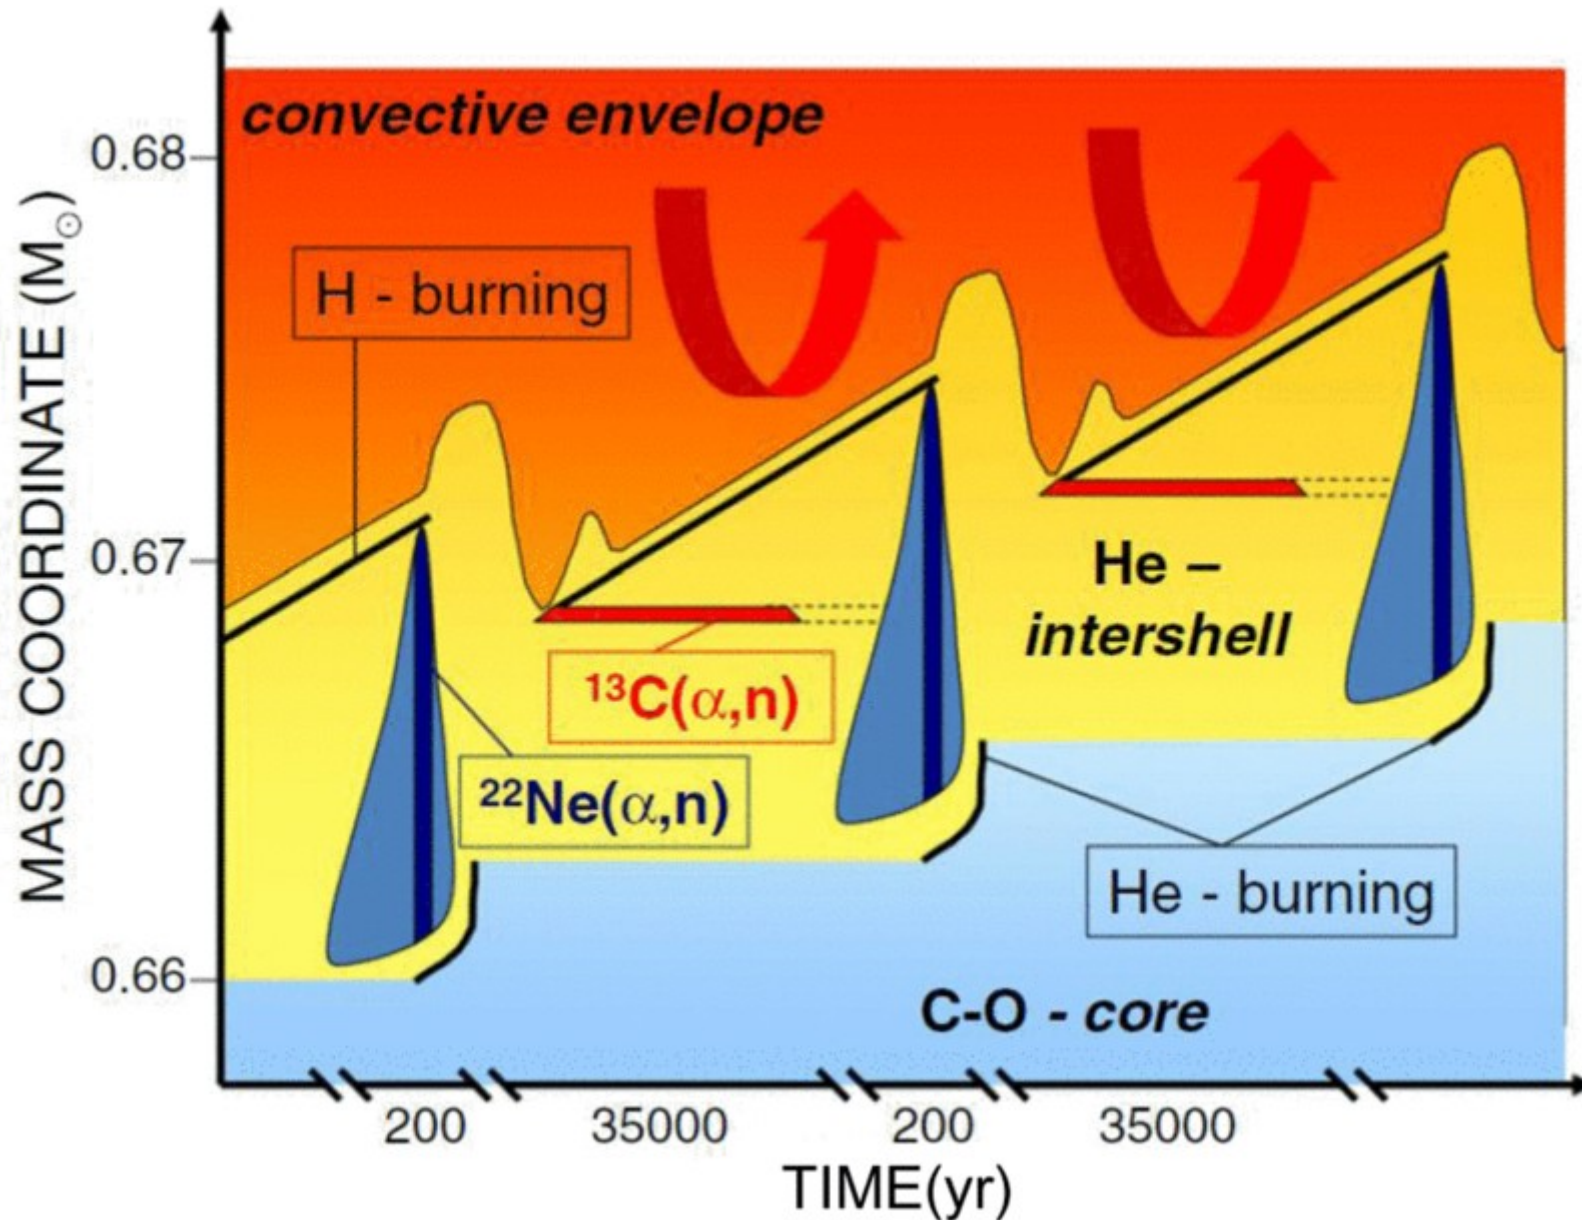 convective envelope
0.68
H - burning
0.67
He –
intershell
¹³C(α,n)
²²Ne(α,n)
He - burning
0.66
C-O - core
200
35000
200
35000
TIME(yr)
MASS COORDINATE (M☉)